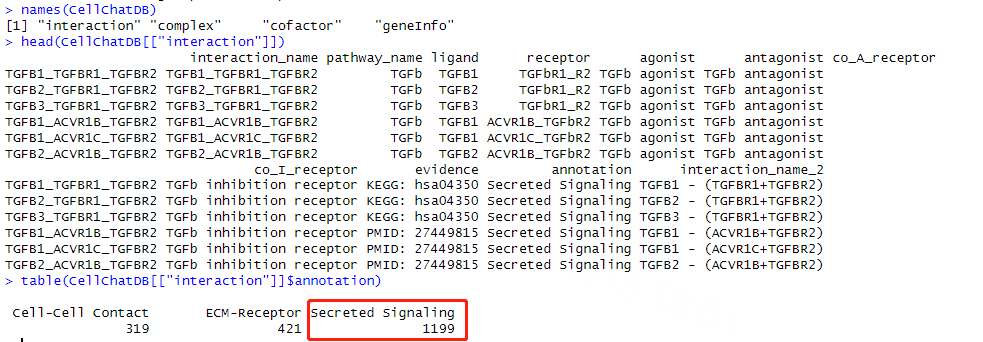 > names(CellChatDB)
[1] "interaction" "complex"     "cofactor"    "geneInfo"
> head(CellChatDB[["interaction"]])
                         interaction_name pathway_name ligand      receptor      agonist      antagonist co_A_receptor
TGFB1_TGFBR1_TGFBR2 TGFB1_TGFBR1_TGFBR2         TGFb  TGFB1     TGFbR1_R2 TGFb agonist TGFb antagonist
TGFB2_TGFBR1_TGFBR2 TGFB2_TGFBR1_TGFBR2         TGFb  TGFB2     TGFbR1_R2 TGFb agonist TGFb antagonist
TGFB3_TGFBR1_TGFBR2 TGFB3_TGFBR1_TGFBR2         TGFb  TGFB3     TGFbR1_R2 TGFb agonist TGFb antagonist
TGFB1_ACVR1B_TGFBR2 TGFB1_ACVR1B_TGFBR2         TGFb  TGFB1 ACVR1B_TGFbR2 TGFb agonist TGFb antagonist
TGFB1_ACVR1C_TGFBR2 TGFB1_ACVR1C_TGFBR2         TGFb  TGFB1 ACVR1C_TGFbR2 TGFb agonist TGFb antagonist
TGFB2_ACVR1B_TGFBR2 TGFB2_ACVR1B_TGFBR2         TGFb  TGFB2 ACVR1B_TGFbR2 TGFb agonist TGFb antagonist
                                co_I_receptor       evidence         annotation          interaction_name_2
TGFB1_TGFBR1_TGFBR2 TGFb inhibition receptor KEGG: hsa04350 Secreted Signaling TGFB1 - (TGFBR1+TGFBR2)
TGFB2_TGFBR1_TGFBR2 TGFb inhibition receptor KEGG: hsa04350 Secreted Signaling TGFB2 - (TGFBR1+TGFBR2)
TGFB3_TGFBR1_TGFBR2 TGFb inhibition receptor KEGG: hsa04350 Secreted Signaling TGFB3 - (TGFBR1+TGFBR2)
TGFB1_ACVR1B_TGFBR2 TGFb inhibition receptor PMID: 27449815 Secreted Signaling TGFB1 - (ACVR1B+TGFBR2)
TGFB1_ACVR1C_TGFBR2 TGFb inhibition receptor PMID: 27449815 Secreted Signaling TGFB1 - (ACVR1C+TGFBR2)
TGFB2_ACVR1B_TGFBR2 TGFb inhibition receptor PMID: 27449815 Secreted Signaling TGFB2 - (ACVR1B+TGFBR2)
> table(CellChatDB[["interaction"]]$annotation)
 Cell-Cell Contact       ECM-Receptor Secreted Signaling
               319                421               1199